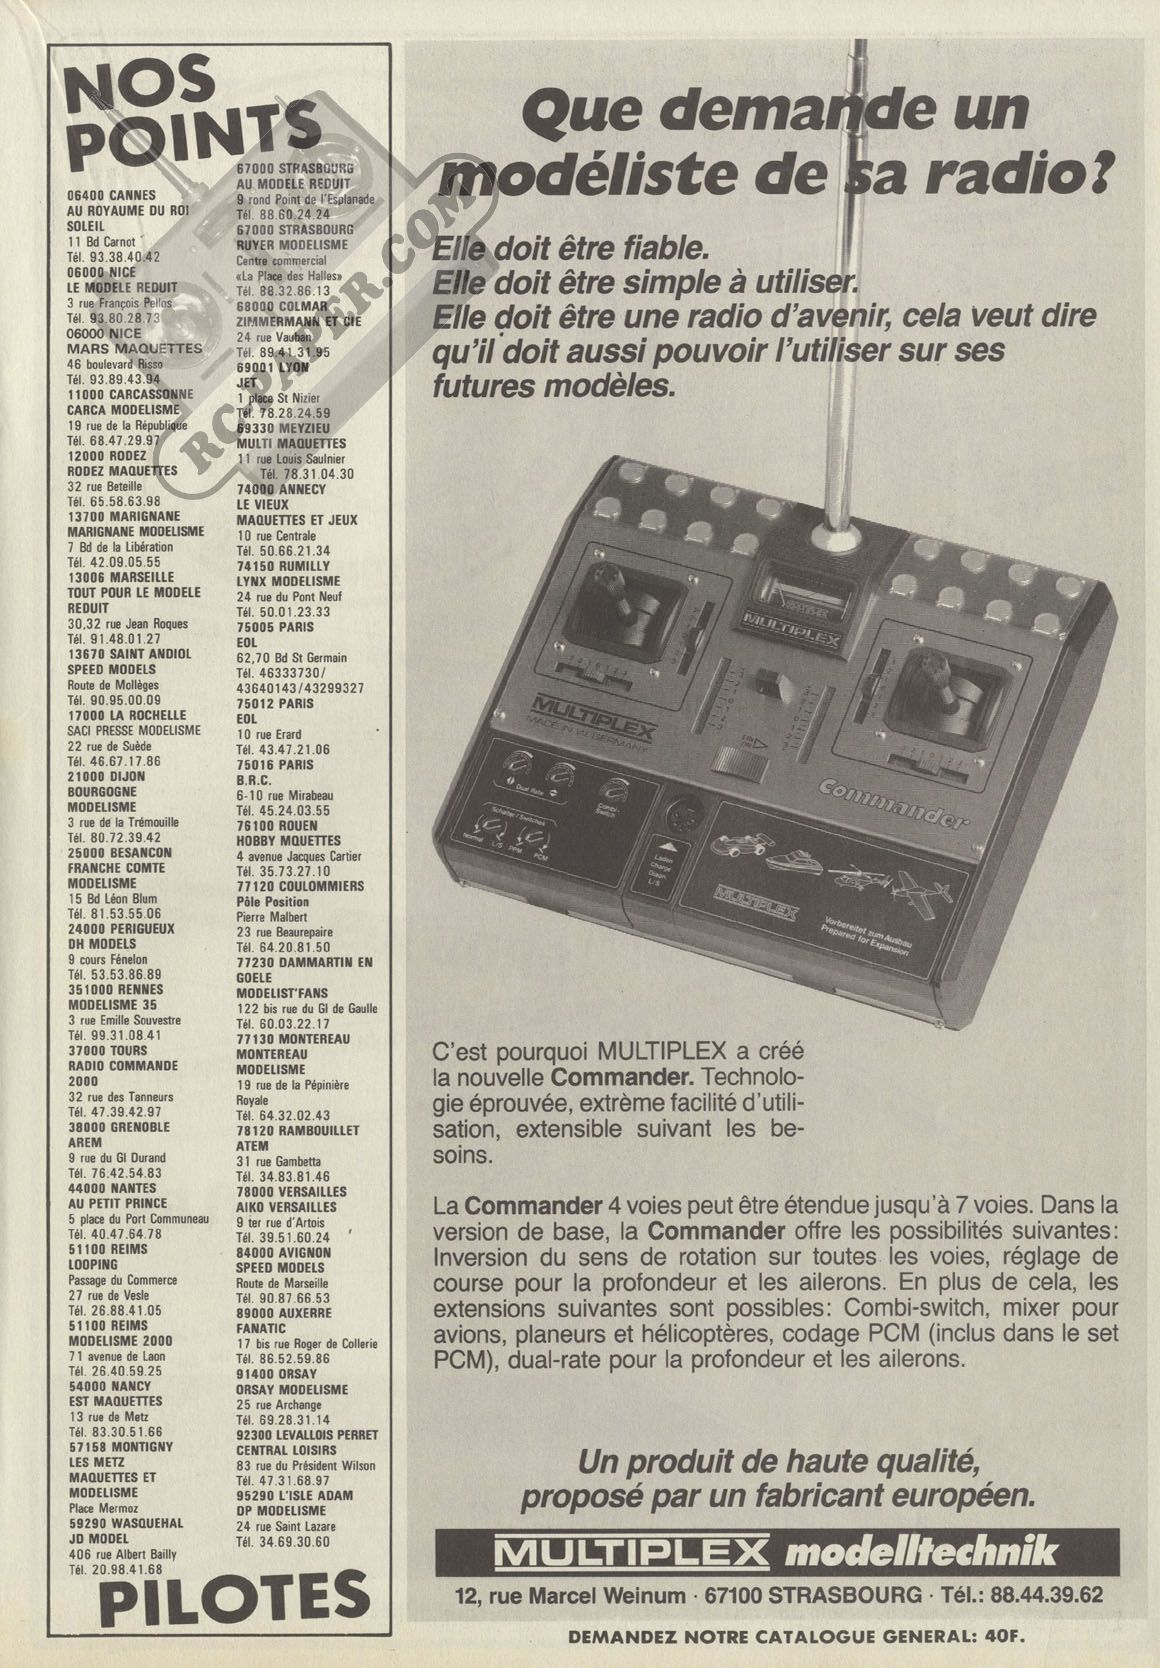 NOS
POINTS
06400 CANNES
AU ROYAUME DU ROI
SOLEIL
11 Bd Carnot
Tél. 93.38.40.42
06000 NICE
LE MODELE REDUIT
3 rue François Pellos
Tél. 93.80.28.73
06000 NICE
MARS MAQUETTES
46 boulevard Risso
Tél. 93.89.43.94
11000 CARCASSONNE
CARCA MODELISME
19 rue de la République
Tél. 68.47.29.97
12000 RODEZ
RODEZ MAQUETTES
32 rue Beteille
Tél. 65.58.63.98
13700 MARIGNANE
MARIGNANE MODELISME
7 Bd de la Libération
Tél. 42.09.05.55
13006 MARSEILLE
TOUT POUR LE MODELE
REDUIT
30,32 rue Jean Roques
Tél. 91.48.01.27
13670 SAINT ANDIOL
SPEED MODELS
Route de Mollèges
Tél. 90.95.00.09
17000 LA ROCHELLE
SACI PRESSE MODELISME
22 rue de Suède
Tél. 46.67.17.86
21000 DIJON
BOURGOGNE
MODELISME
3 rue de la Trémouille
Tél. 80.72.39.42
25000 BESANCON
FRANCHE COMTE
MODELISME
15 Bd Léon Blum
Tél. 81.53.55.06
24000 PERIGUEUX
DH MODELS
9 cours Fénelon
Tél. 53.53.86.89
351000 RENNES
MODELISME 35
3 rue Emille Souvestre
Tél. 99.31.08.41
37000 TOURS
RADIO COMMANDE
2000
32 rue des Tanneurs
Tél. 47.39.42.97
38000 GRENOBLE
AREM
9 rue du Gl Durand
Tél. 76.42.54.83
44000 NANTES
AU PETIT PRINCE
5 place du Port Communeau
Tél. 40.47.64.78
51100 REIMS
LOOPING
Passage du Commerce
27 rue de Vesle
Tél. 26.88.41.05
51100 REIMS
MODELISME 2000
71 avenue de Laon
Tél. 26.40.59.25
54000 NANCY
EST MAQUETTES
13 rue de Metz
Tél. 83.30.51.66
57158 MONTIGNY
LES METZ
MAQUETTES ET
MODELISME
Place Mermoz
59290 WASQUEHAL
JD MODEL
406 rue Albert Bailly
Tél. 20.98.41.68
67000 STRASBOURG
AU MODELE REDUIT
9 rond Point de l'Esplanade
Tél. 88.60.24.24
67000 STRASBOURG
RUYER MODELISME
Centre commercial
«La Place des Halles»
Tél. 88.32.86.13
68000 COLMAR
ZIMMERMANN ET CIE
24 rue Vauban
Tél. 89.41.31.95
69001 LYON
JET
1 place St Nizier
Tél. 78.28.24.59
69330 MEYZIEU
MULTI MAQUETTES
11 rue Louis Saulnier
Tél. 78.31.04.30
74000 ANNECY
LE VIEUX
MAQUETTES ET JEUX
10 rue Centrale
Tél. 50.66.21.34
74150 RUMILLY
LYNX MODELISME
24 rue du Pont Neuf
Tél. 50.01.23.33
75005 PARIS
EOL
62,70 Bd St Germain
Tél. 46333730/
43640143/43299327
75012 PARIS
EOL
10 rue Erard
Tél. 43.47.21.06
75016 PARIS
B.R.C.
6-10 rue Mirabeau
Tél. 45.24.03.55
76100 ROUEN
HOBBY MQUETTES
4 avenue Jacques Cartier
Tél. 35.73.27.10
77120 COULOMMIERS
Pôle Position
Pierre Malbert
23 rue Beaurepaire
Tél. 64.20.81.50
77230 DAMMARTIN EN
GOELE
MODELIST'FANS
122 bis rue du Gl de Gaulle
Tél. 60.03.22.17
77130 MONTEREAU
MONTEREAU
MODELISME
19 rue de la Pépinière
Royale
Tél. 64.32.02.43
78120 RAMBOUILLET
ATEM
31 rue Gambetta
Tél. 34.83.81.46
78000 VERSAILLES
AIKO VERSAILLES
9 ter rue d'Artois
Tél. 39.51.60.24
84000 AVIGNON
SPEED MODELS
Route de Marseille
Tél. 90.87.66.53
89000 AUXERRE
FANATIC
17 bis rue Roger de Collerie
Tél. 86.52.59.86
91400 ORSAY
ORSAY MODELISME
25 rue Archange
Tél. 69.28.31.14
92300 LEVALLOIS PERRET
CENTRAL LOISIRS
83 rue du Président Wilson
Tél. 47.31.68.97
95290 L'ISLE ADAM
DP MODELISME
24 rue Saint Lazare
Tél. 34.69.30.60
PILOTES
RC-PAPER.COM
Que demande un
modéliste de sa radio?
Elle doit être fiable.
Elle doit être simple à utiliser.
Elle doit être une radio d'avenir, cela veut dire
qu'il doit aussi pouvoir l'utiliser sur ses
futures modèles.
MULTIPLEX
MULTIPLEX
MADE IN W. GERMANY
Commander
Dual Rate
Combi-
Switch
Schalter / Switches
Normal L/S PPM PCM
Laden
Charge
Diagn.
L/S
MULTIPLEX
Vorbereitet zum Ausbau
Prepared for Expansion
C'est pourquoi MULTIPLEX a créé
la nouvelle Commander. Technolo-
gie éprouvée, extrème facilité d'utili-
sation, extensible suivant les be-
soins.
La Commander 4 voies peut être étendue jusqu'à 7 voies. Dans la
version de base, la Commander offre les possibilités suivantes:
Inversion du sens de rotation sur toutes les voies, réglage de
course pour la profondeur et les ailerons. En plus de cela, les
extensions suivantes sont possibles: Combi-switch, mixer pour
avions, planeurs et hélicoptères, codage PCM (inclus dans le set
PCM), dual-rate pour la profondeur et les ailerons.
Un produit de haute qualité,
proposé par un fabricant européen.
MULTIPLEX modelltechnik
12, rue Marcel Weinum · 67100 STRASBOURG · Tél.: 88.44.39.62
DEMANDEZ NOTRE CATALOGUE GENERAL: 40F.